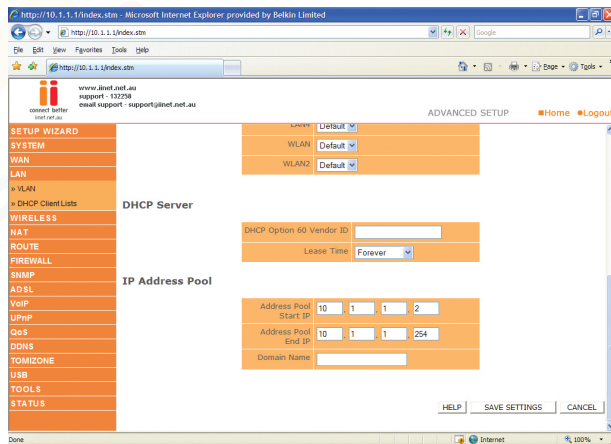 http://10.1.1.1/index.stm - Microsoft Internet Explorer provided by Belkin Limited
http://10.1.1.1/index.stm
Google
File Edit View Favorites Tools Help
http://10.1.1.1/index.stm
Page Tools
www.iinet.net.au
support - 132258
email support - support@iinet.net.au
connect better
iinet.net.au
ADVANCED SETUP
Home
Logout
SETUP WIZARD
SYSTEM
WAN
LAN
» VLAN
» DHCP Client Lists
WIRELESS
NAT
ROUTE
FIREWALL
SNMP
ADSL
VoIP
UPnP
QoS
DDNS
TOMIZONE
USB
TOOLS
STATUS
LAN4 Default
WLAN Default
WLAN2 Default
DHCP Server
DHCP Option 60 Vendor ID
Lease Time Forever
IP Address Pool
Address Pool Start IP 10 . 1 . 1 . 2
Address Pool End IP 10 . 1 . 1 . 254
Domain Name
HELP SAVE SETTINGS CANCEL
Done Internet 100%